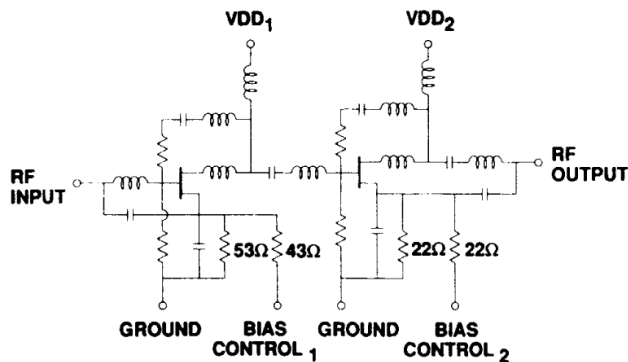 VDD1
VDD2
RF
INPUT
RF
OUTPUT
53Ω
43Ω
22Ω
22Ω
GROUND
BIAS
CONTROL 1
GROUND
BIAS
CONTROL 2